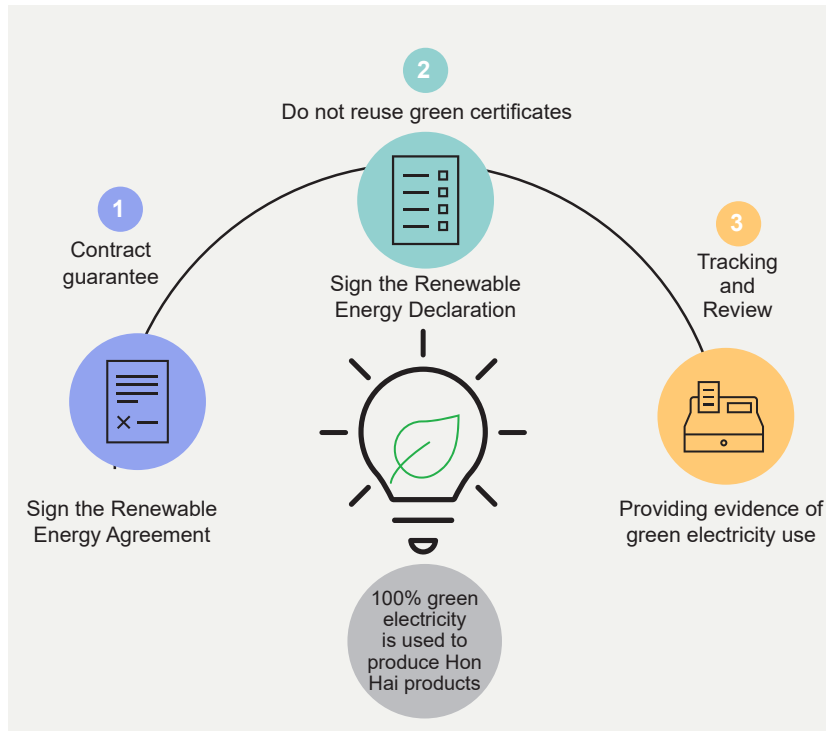 1
Contract
guarantee
Sign the Renewable
Energy Agreement
2
Do not reuse green certificates
Sign the Renewable
Energy Declaration
3
Tracking
and
Review
Providing evidence of
green electricity use
100% green
electricity
is used to
produce Hon
Hai products